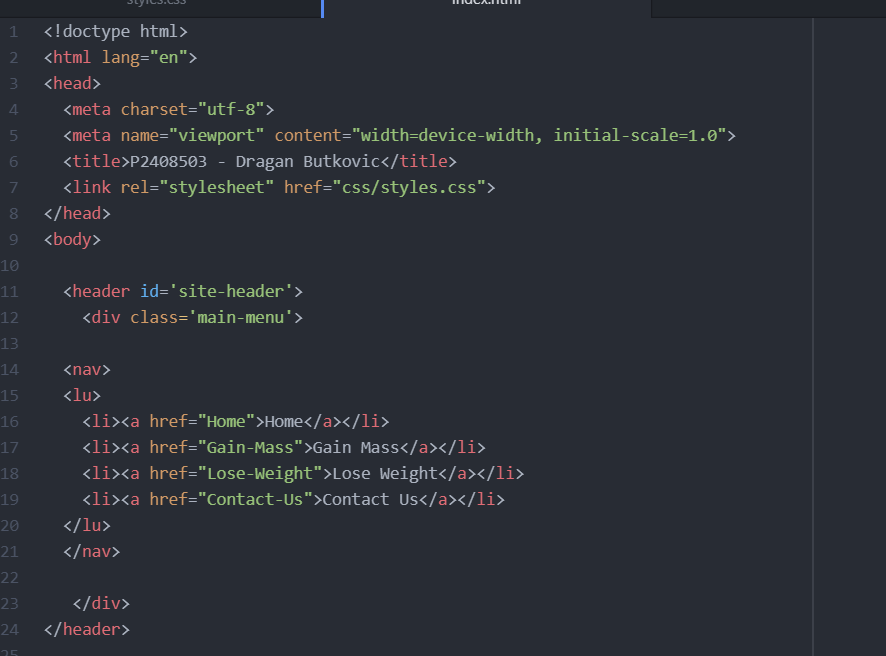 styles.css index.html
1 <!doctype html>
2 <html lang="en">
3 <head>
4   <meta charset="utf-8">
5   <meta name="viewport" content="width=device-width, initial-scale=1.0">
6   <title>P2408503 - Dragan Butkovic</title>
7   <link rel="stylesheet" href="css/styles.css">
8 </head>
9 <body>
10
11   <header id='site-header'>
12     <div class='main-menu'>
13
14   <nav>
15   <lu>
16     <li><a href="Home">Home</a></li>
17     <li><a href="Gain-Mass">Gain Mass</a></li>
18     <li><a href="Lose-Weight">Lose Weight</a></li>
19     <li><a href="Contact-Us">Contact Us</a></li>
20   </lu>
21   </nav>
22
23    </div>
24 </header>
25